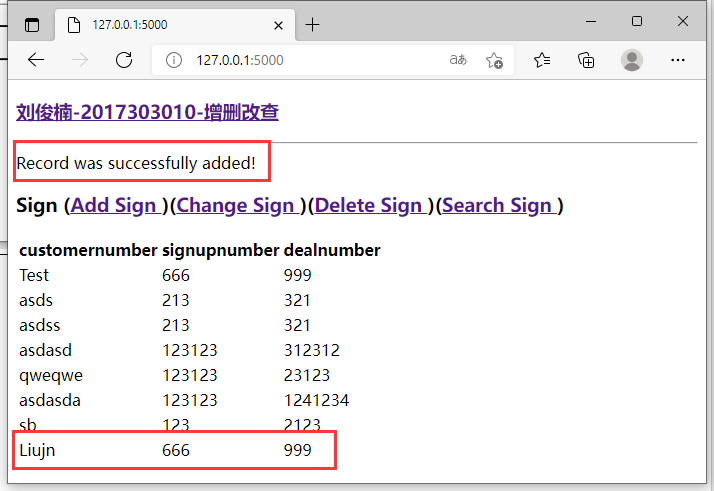 127.0.0.1:5000
127.0.0.1:5000
刘俊楠-2017303010-增删改查
Record was successfully added!
Sign (Add Sign )(Change Sign )(Delete Sign )(Search Sign )
customernumber signupnumber dealnumber
Test 666 999
asds 213 321
asdss 213 321
asdasd 123123 312312
qweqwe 123123 23123
asdasda 123123 1241234
sb 123 2123
Liujn 666 999